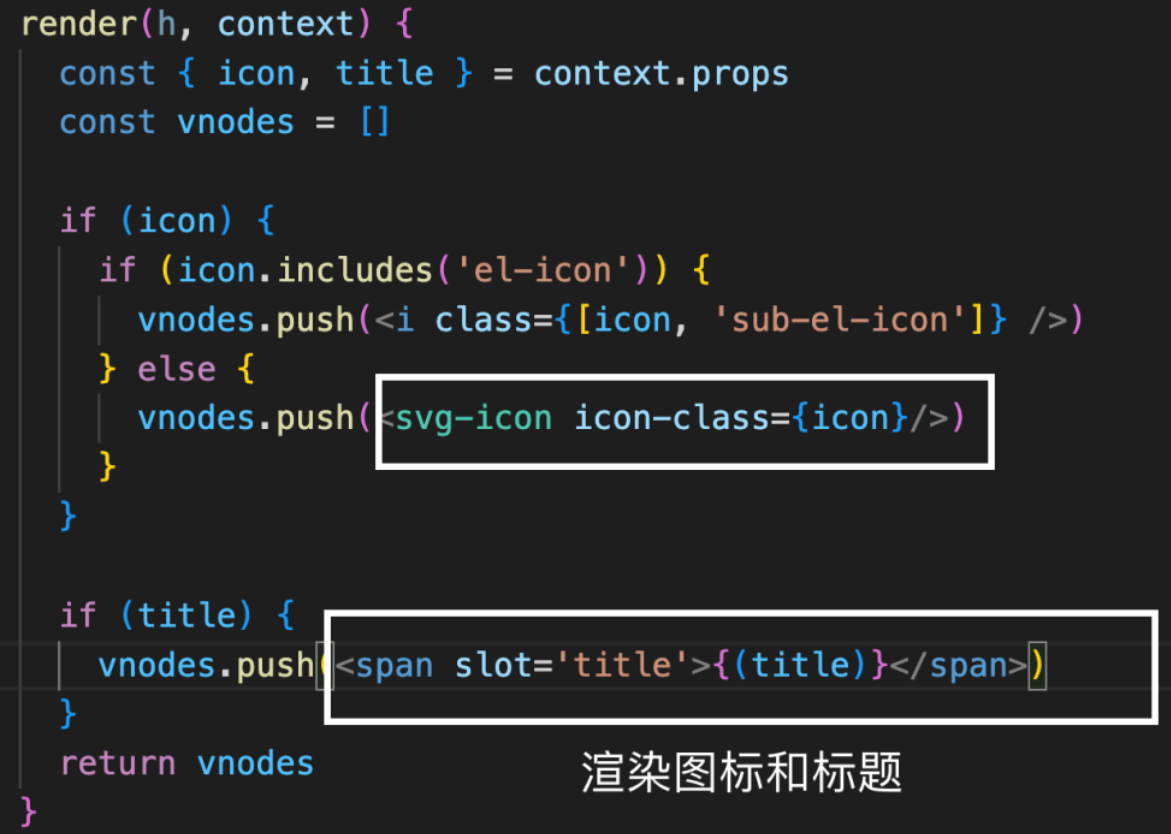 render(h, context) {
const { icon, title } = context.props
const vnodes = []
if (icon) {
if (icon.includes('el-icon')) {
vnodes.push(<i class={[icon, 'sub-el-icon']} />)
} else {
vnodes.push(<svg-icon icon-class={icon}/>)
}
}
if (title) {
vnodes.push(<span slot='title'>{(title)}</span>)
}
return vnodes
渲染图标和标题
}